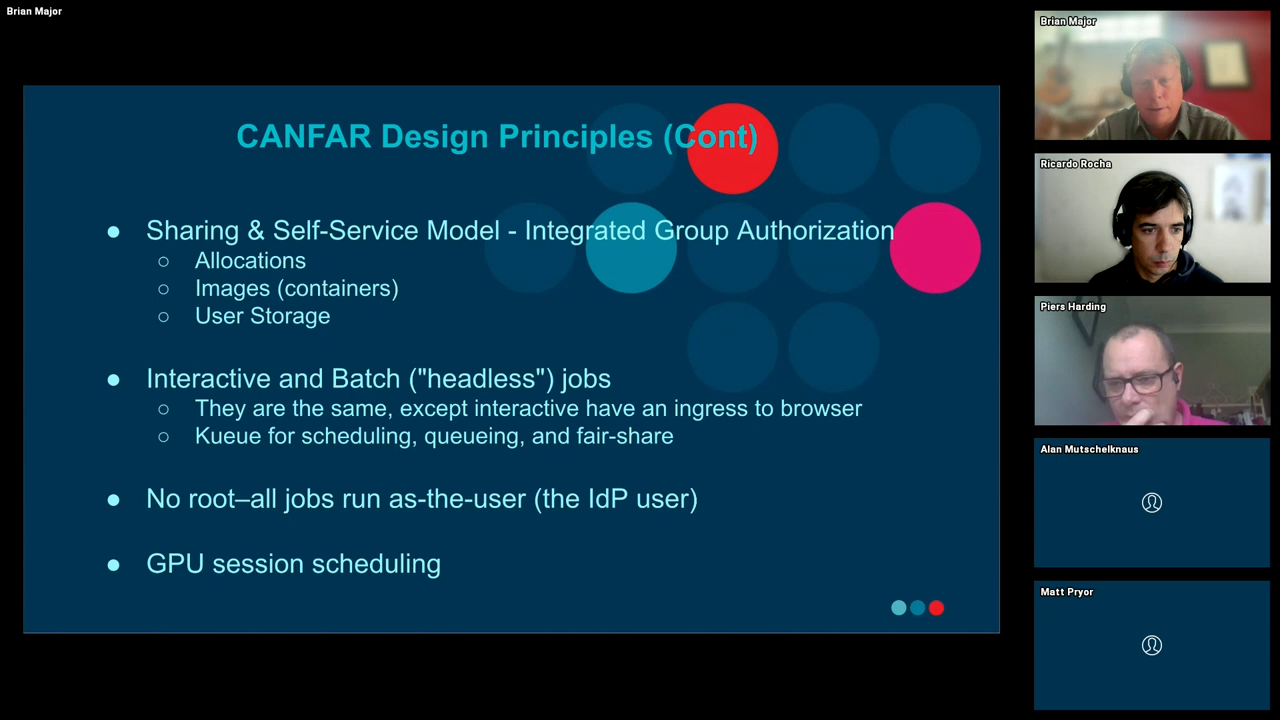 Brian Major
CANFAR Design Principles (Cont)
● Sharing & Self-Service Model - Integrated Group Authorization
○ Allocations
○ Images (containers)
○ User Storage
● Interactive and Batch ("headless") jobs
○ They are the same, except interactive have an ingress to browser
○ Kueue for scheduling, queueing, and fair-share
● No root–all jobs run as-the-user (the IdP user)
● GPU session scheduling
Brian Major
Ricardo Rocha
Piers Harding
Alan Mutschelknaus
Matt Pryor